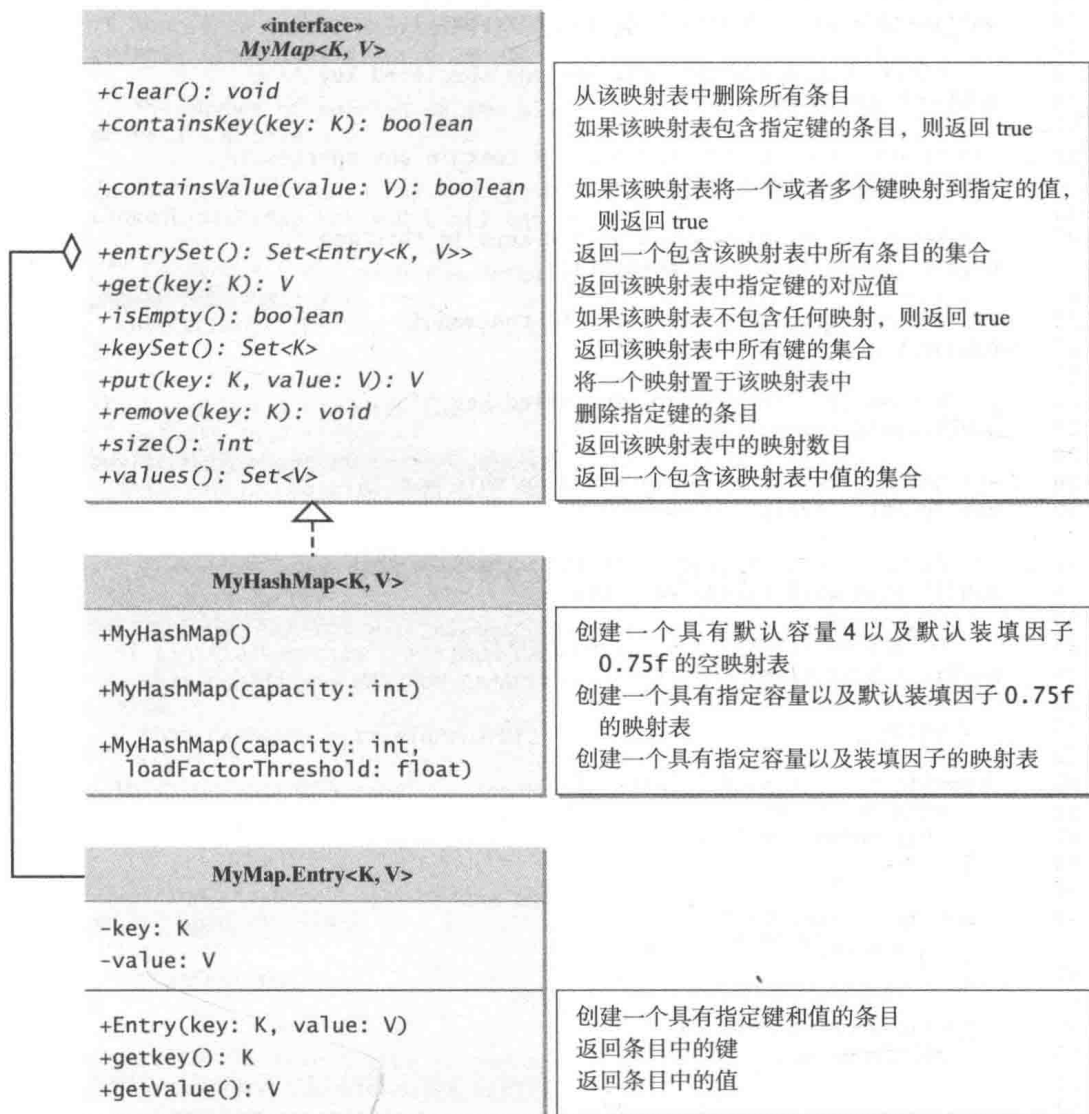 «interface»
MyMap<K, V>
+clear(): void
+containsKey(key: K): boolean
+containsValue(value: V): boolean
+entrySet(): Set<Entry<K, V>>
+get(key: K): V
+isEmpty(): boolean
+keySet(): Set<K>
+put(key: K, value: V): V
+remove(key: K): void
+size(): int
+values(): Set<V>
从该映射表中删除所有条目
如果该映射表包含指定键的条目，则返回 true
如果该映射表将一个或者多个键映射到指定的值，
则返回 true
返回一个包含该映射表中所有条目的集合
返回该映射表中指定键的对应值
如果该映射表不包含任何映射，则返回 true
返回该映射表中所有键的集合
将一个映射置于该映射表中
删除指定键的条目
返回该映射表中的映射数目
返回一个包含该映射表中值的集合
MyHashMap<K, V>
+MyHashMap()
+MyHashMap(capacity: int)
+MyHashMap(capacity: int,
loadFactorThreshold: float)
创建一个具有默认容量 4 以及默认装填因子
0.75f 的空映射表
创建一个具有指定容量以及默认装填因子 0.75f
的映射表
创建一个具有指定容量以及装填因子的映射表
MyMap.Entry<K, V>
-key: K
-value: V
+Entry(key: K, value: V)
+getkey(): K
+getValue(): V
创建一个具有指定键和值的条目
返回条目中的键
返回条目中的值